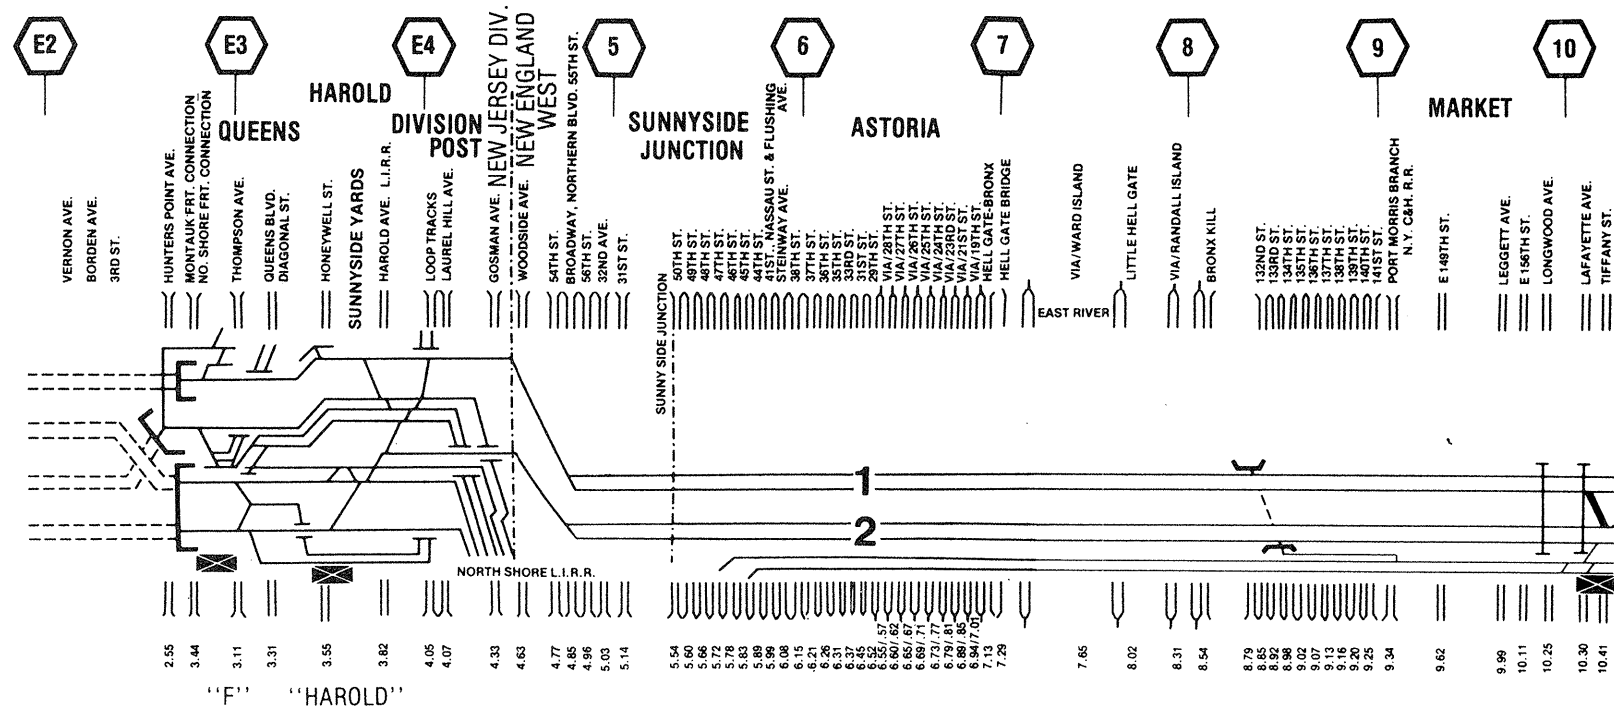 E2
E3
E4
5
6
7
8
9
10
HAROLD
QUEENS
DIVISION
POST
NEW JERSEY DIV.
NEW ENGLAND
WEST
SUNNYSIDE
JUNCTION
ASTORIA
MARKET
VERNON AVE.
BORDEN AVE.
3RD ST.
HUNTERS POINT AVE.
MONTAUK FRT. CONNECTION
NO. SHORE FRT. CONNECTION
THOMPSON AVE.
QUEENS BLVD.
DIAGONAL ST.
HONEYWELL ST.
SUNNYSIDE YARDS
HAROLD AVE. L.I.R.R.
LOOP TRACKS
LAUREL HILL AVE.
GOSMAN AVE.
WOODSIDE AVE.
54TH ST.
BROADWAY, NORTHERN BLVD. 55TH ST.
56TH ST.
32ND AVE.
31ST ST.
50TH ST.
49TH ST.
48TH ST.
47TH ST.
46TH ST.
45TH ST.
44TH ST.
41ST., NASSAU ST. & FLUSHING
AVE.
STEINWAY AVE.
38TH ST.
37TH ST.
36TH ST.
35TH ST.
33RD ST.
31ST ST.
29TH ST.
VIA/28TH ST.
VIA/27TH ST.
VIA/26TH ST.
VIA/25TH ST.
VIA/24TH ST.
VIA/23RD ST.
VIA/21ST ST.
VIA/19TH ST.
HELL GATE-BRONX
HELL GATE BRIDGE
VIA/WARD ISLAND
LITTLE HELL GATE
VIA/RANDALL ISLAND
BRONX KILL
132ND ST.
133RD ST.
134TH ST.
135TH ST.
136TH ST.
137TH ST.
138TH ST.
139TH ST.
140TH ST.
141ST ST.
PORT MORRIS BRANCH
N.Y. C&H. R.R.
E 149TH ST.
LEGGETT AVE.
E 156TH ST.
LONGWOOD AVE.
LAFAYETTE AVE.
TIFFANY ST.
EAST RIVER
SUNNY SIDE JUNCTION
1
2
NORTH SHORE L.I.R.R.
2.55
3.44
3.11
3.31
3.55
3.82
4.05
4.07
4.33
4.63
4.77
4.85
4.96
5.03
5.14
5.54
5.60
5.66
5.72
5.78
5.83
5.89
5.99
6.08
6.15
6.21
6.26
6.31
6.37
6.45
6.52
6.55/.57
6.60/.62
6.65/.67
6.69/.71
6.73/.77
6.79/.81
6.89/.85
6.94/7.01
7.13
7.29
7.65
8.02
8.31
8.54
8.79
8.85
8.92
8.98
9.02
9.07
9.13
9.16
9.20
9.25
9.34
9.62
9.99
10.11
10.25
10.30
10.41
''F''
''HAROLD''